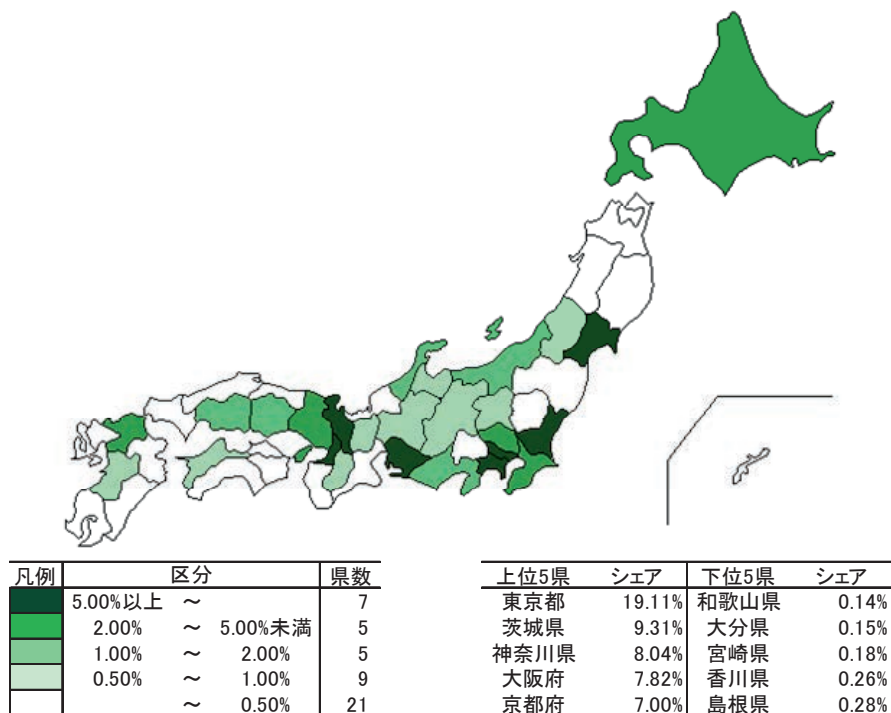 凡例 区分 県数
5.00%以上 ～ 7
2.00% ～ 5.00%未満 5
1.00% ～ 2.00% 5
0.50% ～ 1.00% 9
～ 0.50% 21
上位5県 シェア 下位5県 シェア
東京都 19.11% 和歌山県 0.14%
茨城県 9.31% 大分県 0.15%
神奈川県 8.04% 宮崎県 0.18%
大阪府 7.82% 香川県 0.26%
京都府 7.00% 島根県 0.28%